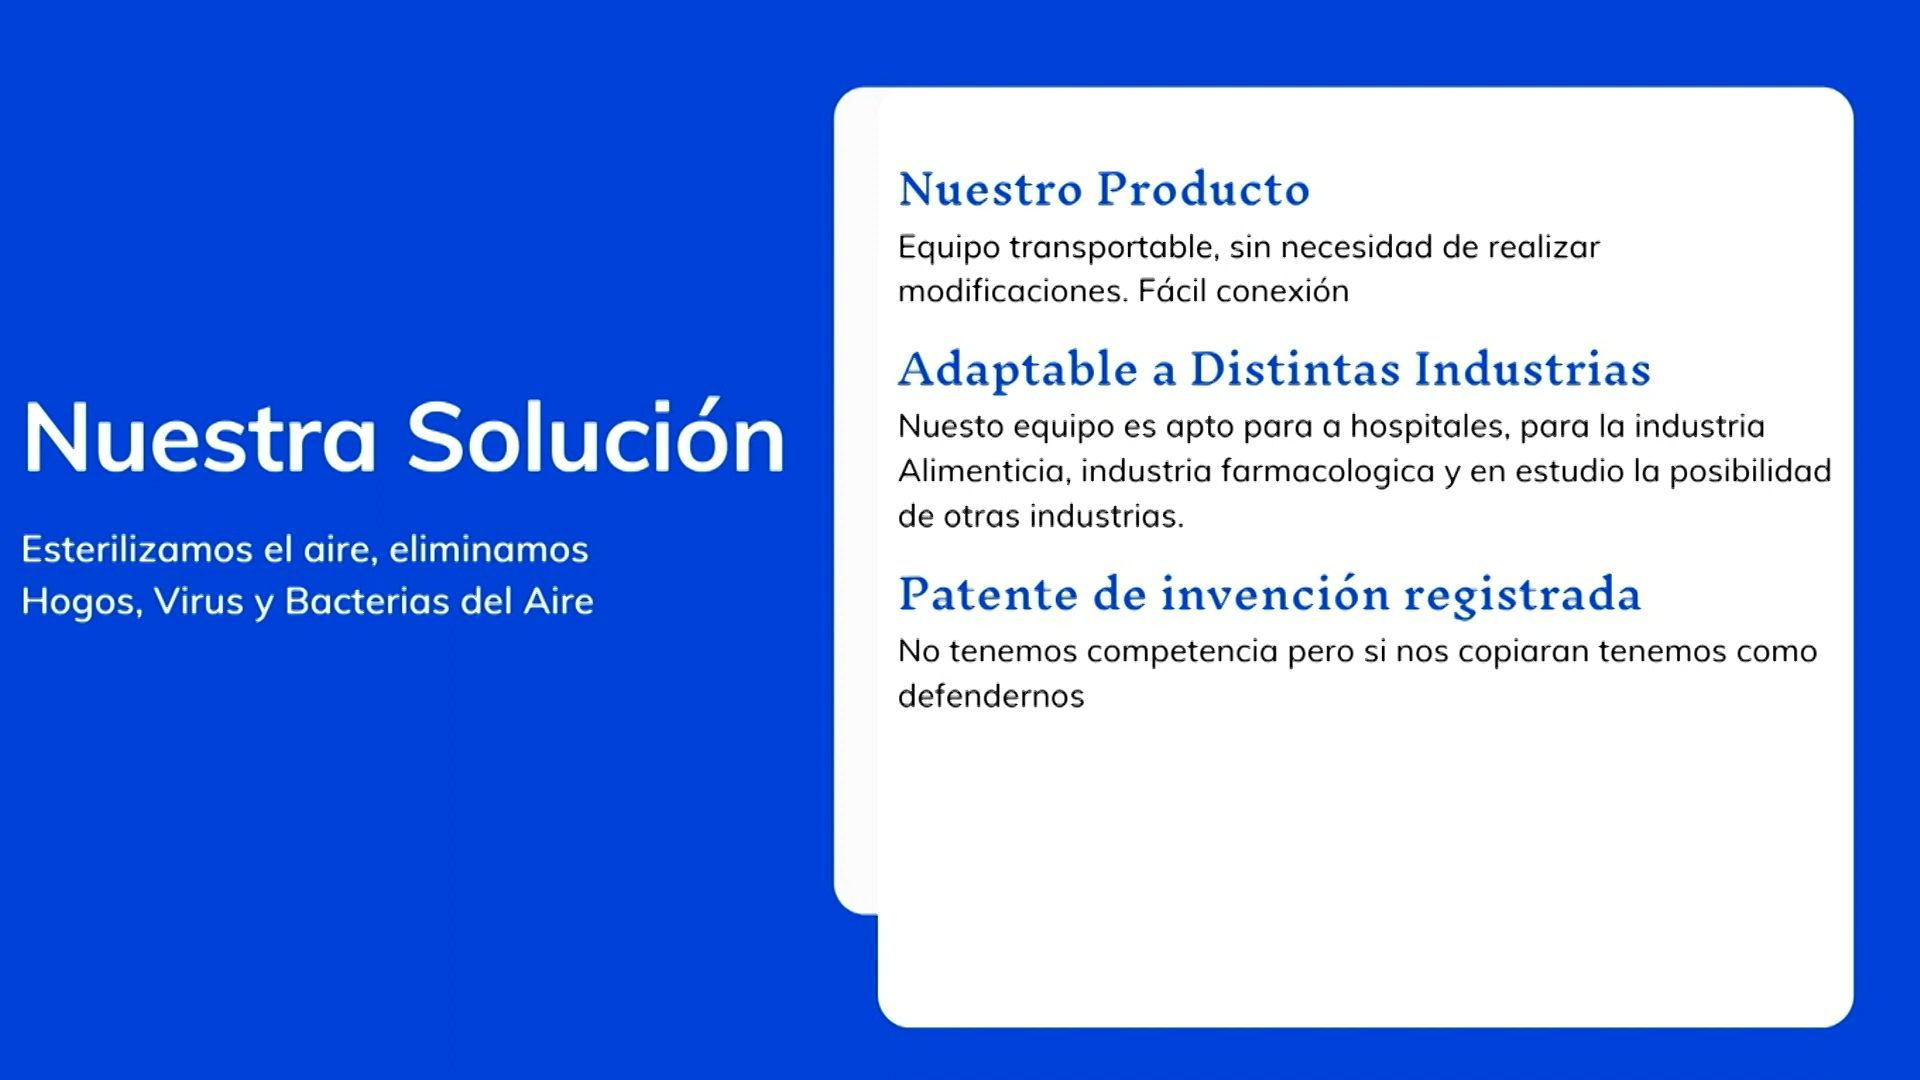 Nuestra Solución
Esterilizamos el aire, eliminamos
Hogos, Virus y Bacterias del Aire
Nuestro Producto
Equipo transportable, sin necesidad de realizar
modificaciones. Fácil conexión
Adaptable a Distintas Industrias
Nuesto equipo es apto para a hospitales, para la industria
Alimenticia, industria farmacologica y en estudio la posibilidad
de otras industrias.
Patente de invención registrada
No tenemos competencia pero si nos copiaran tenemos como
defendernos